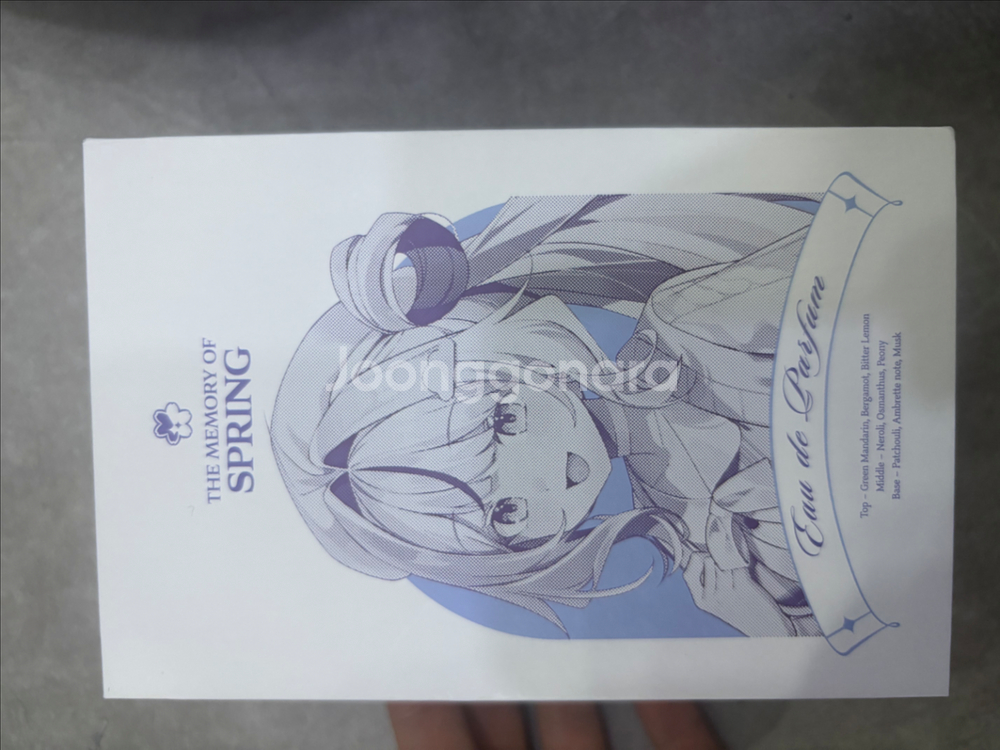 THE MEMORY OF
SPRING
Joonggonara
Eau de Parfum
Top – Green Mandarin, Bergamot, Bitter Lemon
Middle – Neroli, Osmanthus, Peony
Base – Patchouli, Ambrette note, Musk